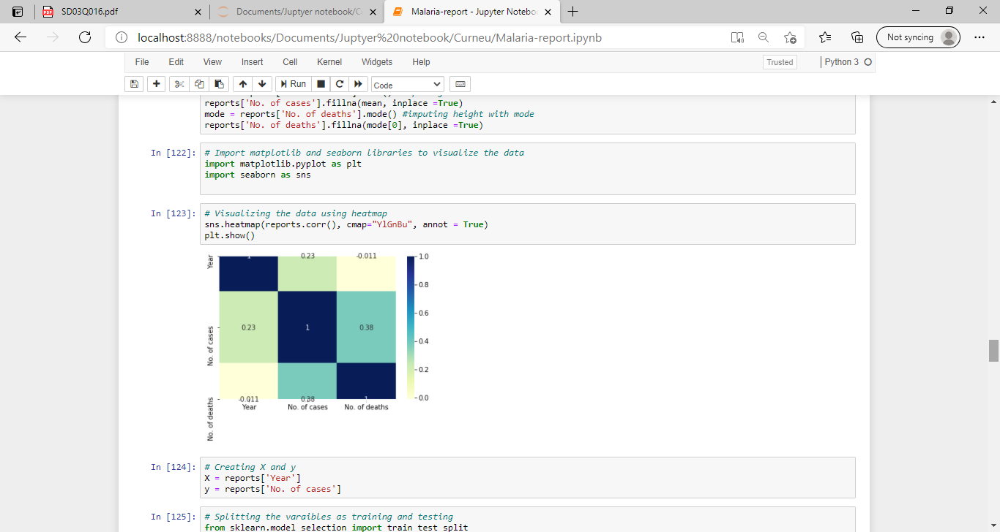 SD03Q016.pdf
Documents/Juptyer notebook/C
Malaria-report - Jupyter Notebo
localhost:8888/notebooks/Documents/Juptyer%20notebook/Curneu/Malaria-report.ipynb
Not syncing
File Edit View Insert Cell Kernel Widgets Help
Trusted
Python 3
Run
Code
reports['No. of cases'].fillna(mean, inplace =True)
mode = reports['No. of deaths'].mode() #imputing height with mode
reports['No. of deaths'].fillna(mode[0], inplace =True)
In [122]:
# Import matplotlib and seaborn libraries to visualize the data
import matplotlib.pyplot as plt
import seaborn as sns
In [123]:
# Visualizing the data using heatmap
sns.heatmap(reports.corr(), cmap="YlGnBu", annot = True)
plt.show()
Year
No. of cases
No. of deaths
1 0.23 -0.011
0.23 1 0.38
-0.011 0.38 1
Year No. of cases No. of deaths
1.0
0.8
0.6
0.4
0.2
0.0
In [124]:
# Creating X and y
X = reports['Year']
y = reports['No. of cases']
In [125]:
# Splitting the varaibles as training and testing
from sklearn.model_selection import train_test_split